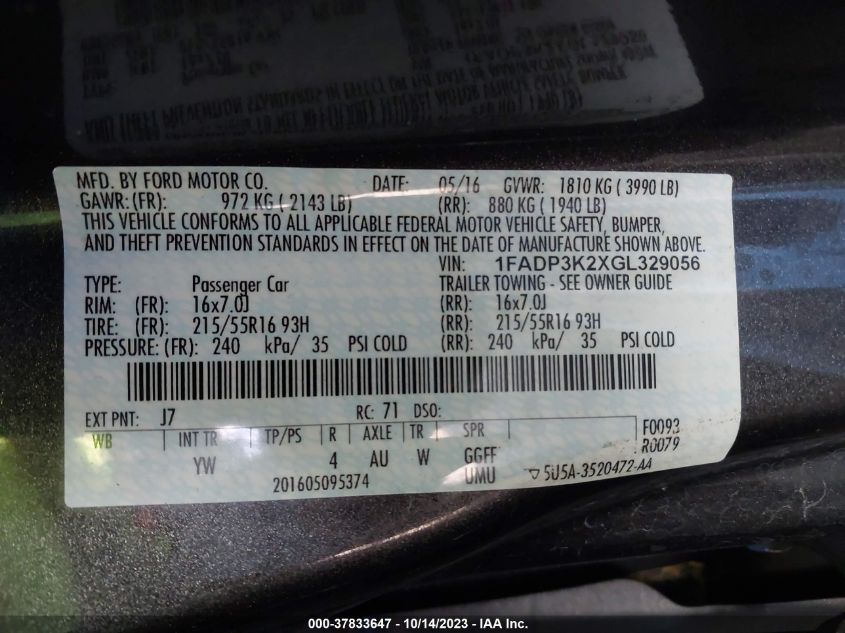 MFD. BY FORD MOTOR CO. DATE: 05/16 GVWR: 1810 KG ( 3990 LB)
GAWR: (FR): 972 KG ( 2143 LB) (RR): 880 KG ( 1940 LB)
THIS VEHICLE CONFORMS TO ALL APPLICABLE FEDERAL MOTOR VEHICLE SAFETY, BUMPER,
AND THEFT PREVENTION STANDARDS IN EFFECT ON THE DATE OF MANUFACTURE SHOWN ABOVE.
VIN: 1FADP3K2XGL329056
TYPE: Passenger Car TRAILER TOWING - SEE OWNER GUIDE
RIM: (FR): 16x7.0J (RR): 16x7.0J
TIRE: (FR): 215/55R16 93H (RR): 215/55R16 93H
PRESSURE: (FR): 240 kPa/ 35 PSI COLD (RR): 240 kPa/ 35 PSI COLD
EXT PNT: J7 RC: 71 DSO:
WB INT TR TP/PS R AXLE TR SPR F0093
YW 4 AU W GGFF R0079
201605095374 UMU 5U5A-3520472-AA
000-37833647 - 10/14/2023 - IAA Inc.